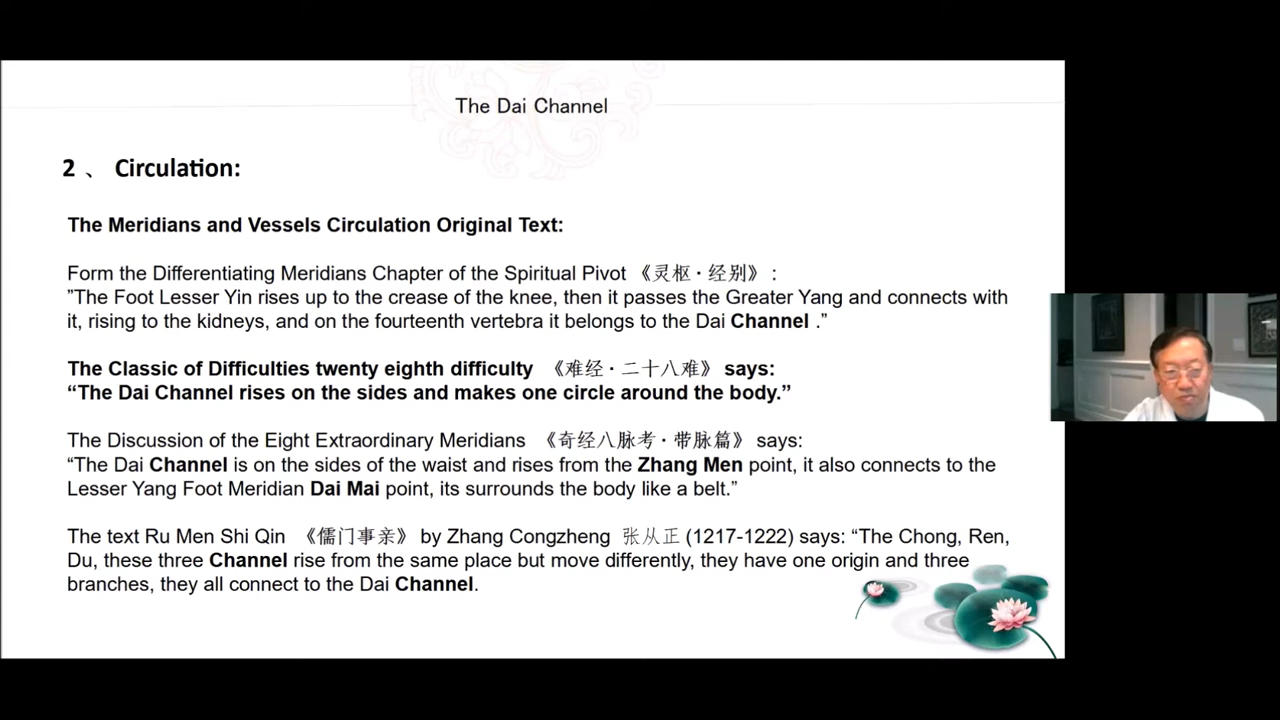 The Dai Channel
2 、 Circulation:
The Meridians and Vessels Circulation Original Text:
Form the Differentiating Meridians Chapter of the Spiritual Pivot 《灵枢 · 经别》 :
”The Foot Lesser Yin rises up to the crease of the knee, then it passes the Greater Yang and connects with
it, rising to the kidneys, and on the fourteenth vertebra it belongs to the Dai Channel .”
The Classic of Difficulties twenty eighth difficulty 《难经 · 二十八难》 says:
“The Dai Channel rises on the sides and makes one circle around the body.”
The Discussion of the Eight Extraordinary Meridians 《奇经八脉考 · 带脉篇》 says:
“The Dai Channel is on the sides of the waist and rises from the Zhang Men point, it also connects to the
Lesser Yang Foot Meridian Dai Mai point, its surrounds the body like a belt.”
The text Ru Men Shi Qin 《儒门事亲》 by Zhang Congzheng 张从正 (1217-1222) says: “The Chong, Ren,
Du, these three Channel rise from the same place but move differently, they have one origin and three
branches, they all connect to the Dai Channel.